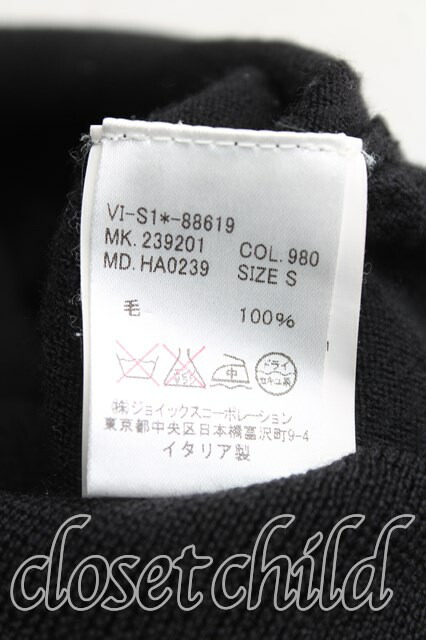 VI-S1*-88619
MK. 239201 COL. 980
MD. HA0239 SIZE S
毛 100%
中 ドライ セキユ系
㈱ジョイックスコーポレーション
東京都中央区日本橋富沢町9-4
イタリア製
closet child